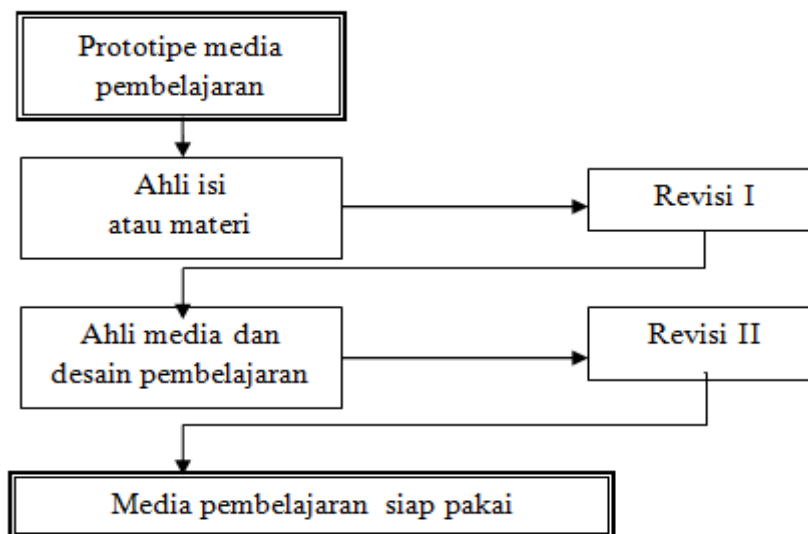 Prototipe media
pembelajaran
Ahli isi
atau materi
Revisi I
Ahli media dan
desain pembelajaran
Revisi II
Media pembelajaran siap pakai